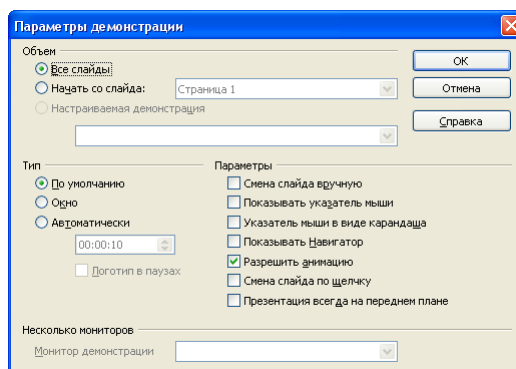 Параметры демонстрации
Объем
Все слайды
Начать со слайда:
Страница 1
Настраиваемая демонстрация
ОК
Отмена
Справка
Тип
По умолчанию
Окно
Автоматически
00:00:10
Логотип в паузах
Параметры
Смена слайда вручную
Показывать указатель мыши
Указатель мыши в виде карандаша
Показывать Навигатор
Разрешить анимацию
Смена слайда по щелчку
Презентация всегда на переднем плане
Несколько мониторов
Монитор демонстрации